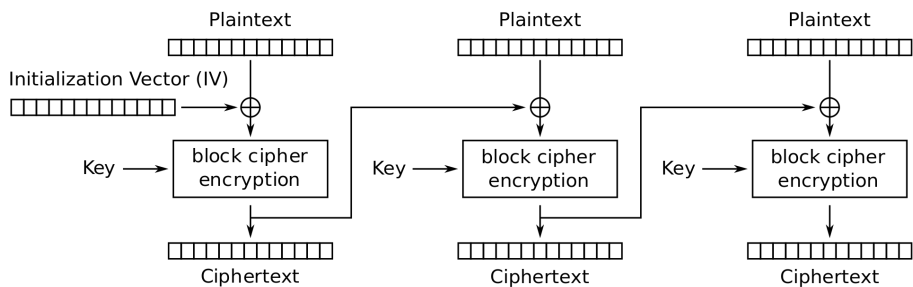 Plaintext
Plaintext
Plaintext
Initialization Vector (IV)
Key
block cipher
encryption
Key
block cipher
encryption
Key
block cipher
encryption
Ciphertext
Ciphertext
Ciphertext